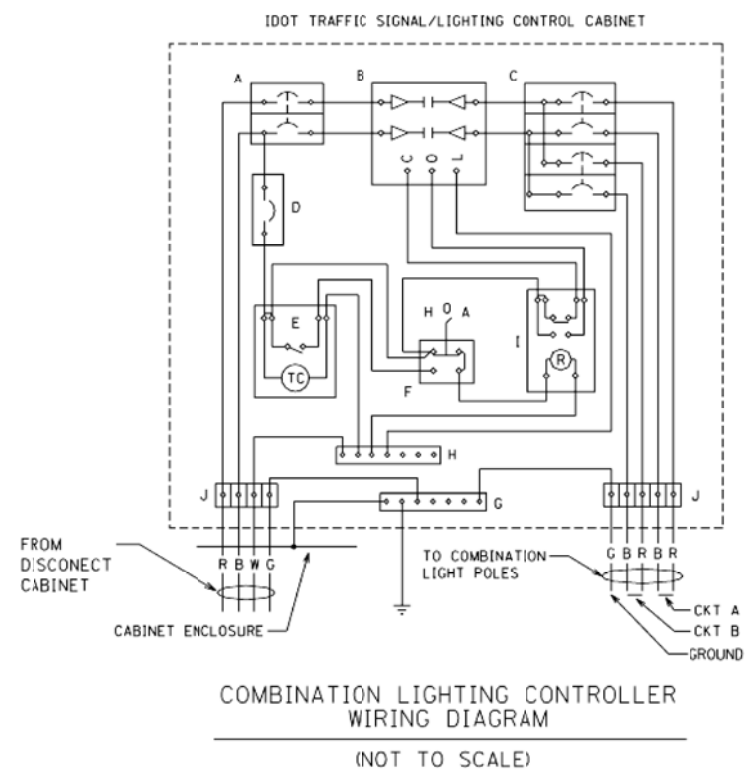 IDOT TRAFFIC SIGNAL/LIGHTING CONTROL CABINET
A
B
C
C O L
D
E
TC
H O A
F
I
R
H
J
G
J
FROM
DISCONECT
CABINET
R B W G
CABINET ENCLOSURE
TO COMBINATION
LIGHT POLES
G B R B R
CKT A
CKT B
GROUND
COMBINATION LIGHTING CONTROLLER
WIRING DIAGRAM
(NOT TO SCALE)